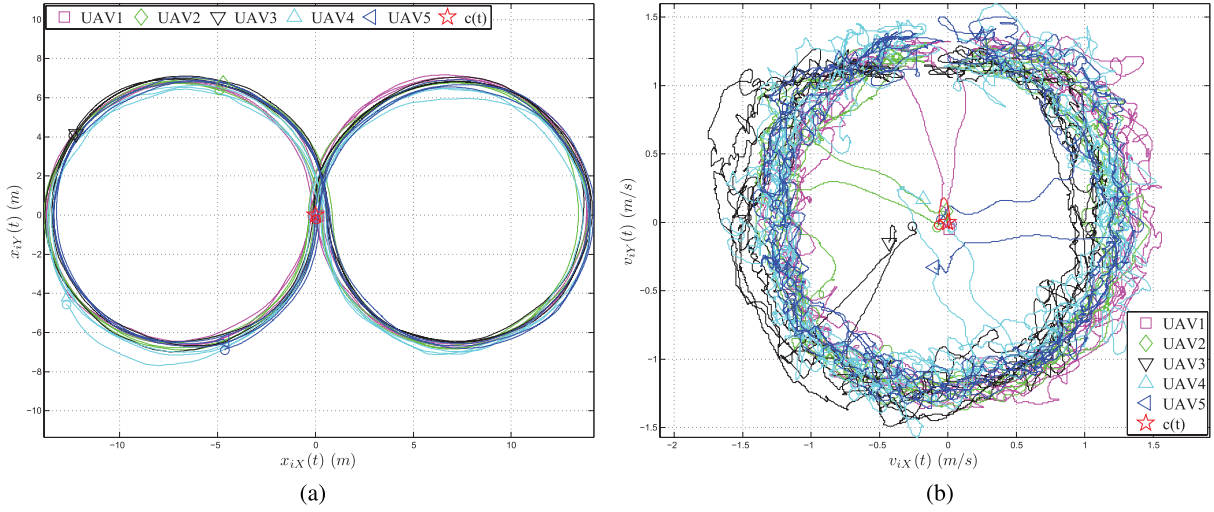 UAV1 UAV2 UAV3 UAV4 UAV5 c(t)
10
8
6
4
2
0
−2
−4
−6
−8
−10
−10 −5 0 5 10
x_{iY}(t) (m)
x_{iX}(t) (m)
(a)
1.5
1
0.5
0
−0.5
−1
−1.5
−2 −1.5 −1 −0.5 0 0.5 1 1.5
v_{iY}(t) (m/s)
v_{iX}(t) (m/s)
UAV1
UAV2
UAV3
UAV4
UAV5
c(t)
(b)